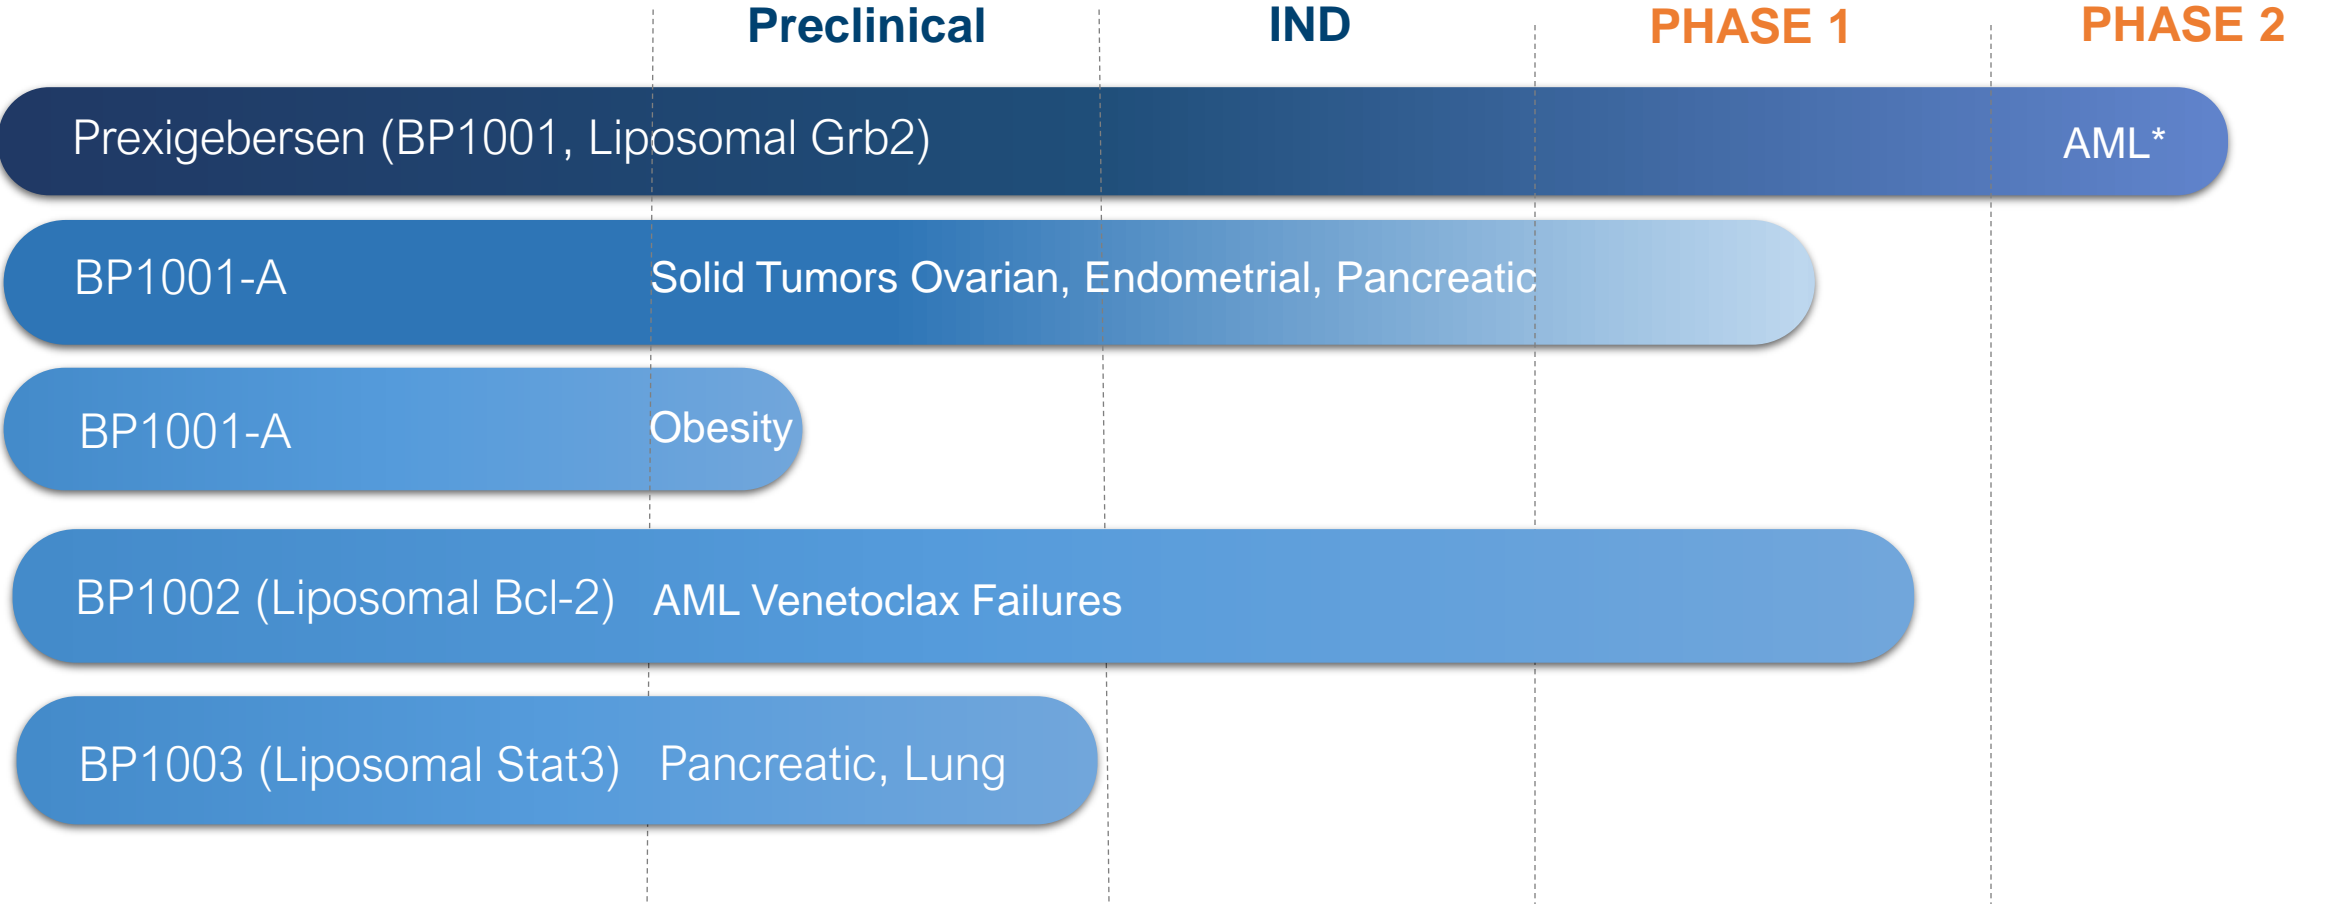 Preclinical IND PHASE 1 PHASE 2
Prexigebersen (BP1001, Liposomal Grb2) AML*
BP1001-A Solid Tumors Ovarian, Endometrial, Pancreatic
BP1001-A Obesity
BP1002 (Liposomal Bcl-2) AML Venetoclax Failures
BP1003 (Liposomal Stat3) Pancreatic, Lung